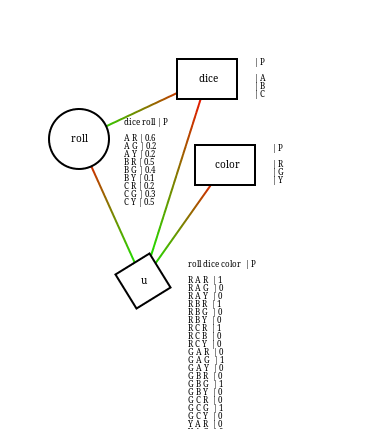 | P
dice
| A
| B
| C
dice roll | P
roll
A R | 0.6
A G | 0.2
A Y | 0.2
B R | 0.5
B G | 0.4
B Y | 0.1
C R | 0.2
C G | 0.3
C Y | 0.5
| P
color
| R
| G
| Y
roll dice color | P
u
R A R | 1
R A G | 0
R A Y | 0
R B R | 1
R B G | 0
R B Y | 0
R C R | 1
R C B | 0
R C Y | 0
G A R | 0
G A G | 1
G A Y | 0
G B R | 0
G B G | 1
G B Y | 0
G C R | 0
G C G | 1
G C Y | 0
Y A R | 0